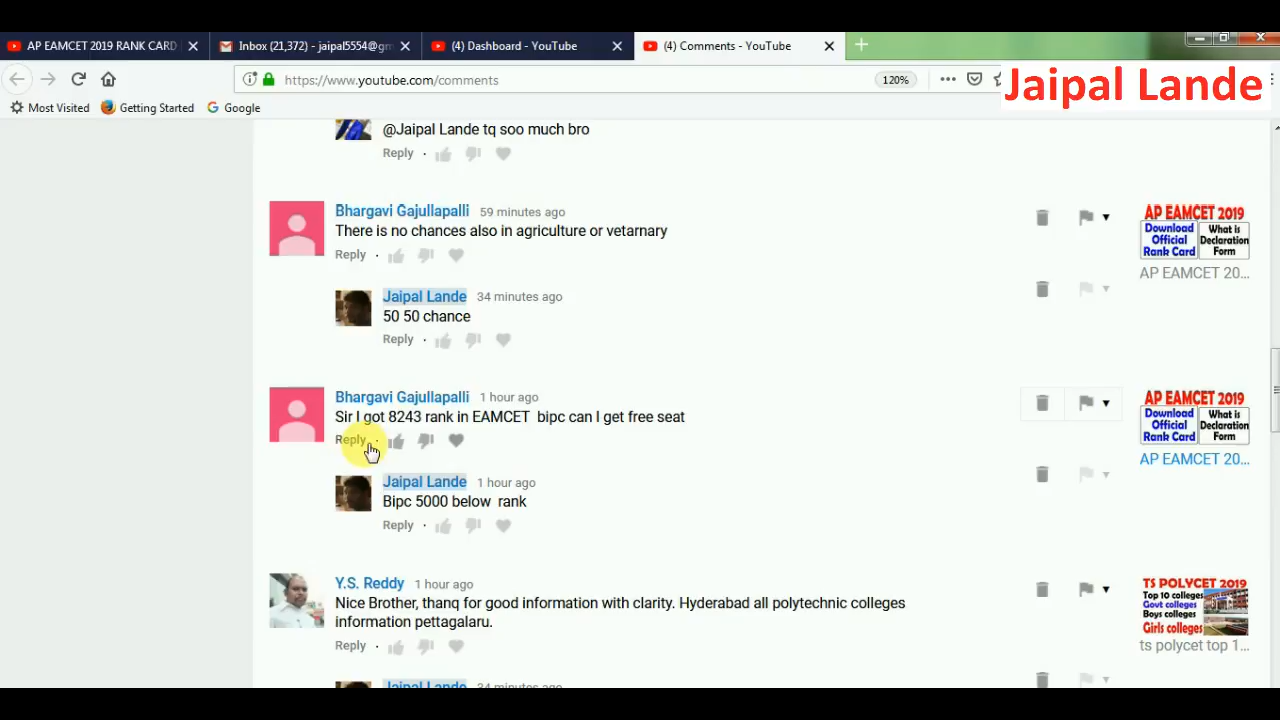 AP EAMCET 2019 RANK CARD
Inbox (21,372) - jaipal5554@gm
(4) Dashboard - YouTube
(4) Comments - YouTube
https://www.youtube.com/comments
120%
Jaipal Lande
Most Visited
Getting Started
Google
@Jaipal Lande tq soo much bro
Reply
Bhargavi Gajullapalli 59 minutes ago
There is no chances also in agriculture or vetarnary
Reply
AP EAMCET 2019
Download Official Rank Card
What is Declaration Form
AP EAMCET 20...
Jaipal Lande 34 minutes ago
50 50 chance
Reply
Bhargavi Gajullapalli 1 hour ago
Sir I got 8243 rank in EAMCET bipc can I get free seat
Reply
AP EAMCET 2019
Download Official Rank Card
What is Declaration Form
AP EAMCET 20...
Jaipal Lande 1 hour ago
Bipc 5000 below rank
Reply
Y.S. Reddy 1 hour ago
Nice Brother, thanq for good information with clarity. Hyderabad all polytechnic colleges
information pettagalaru.
Reply
TS POLYCET 2019
Top 10 colleges
Govt colleges
Boys colleges
Girls colleges
ts polycet top 1...
Jaipal Lande 34 minutes ago